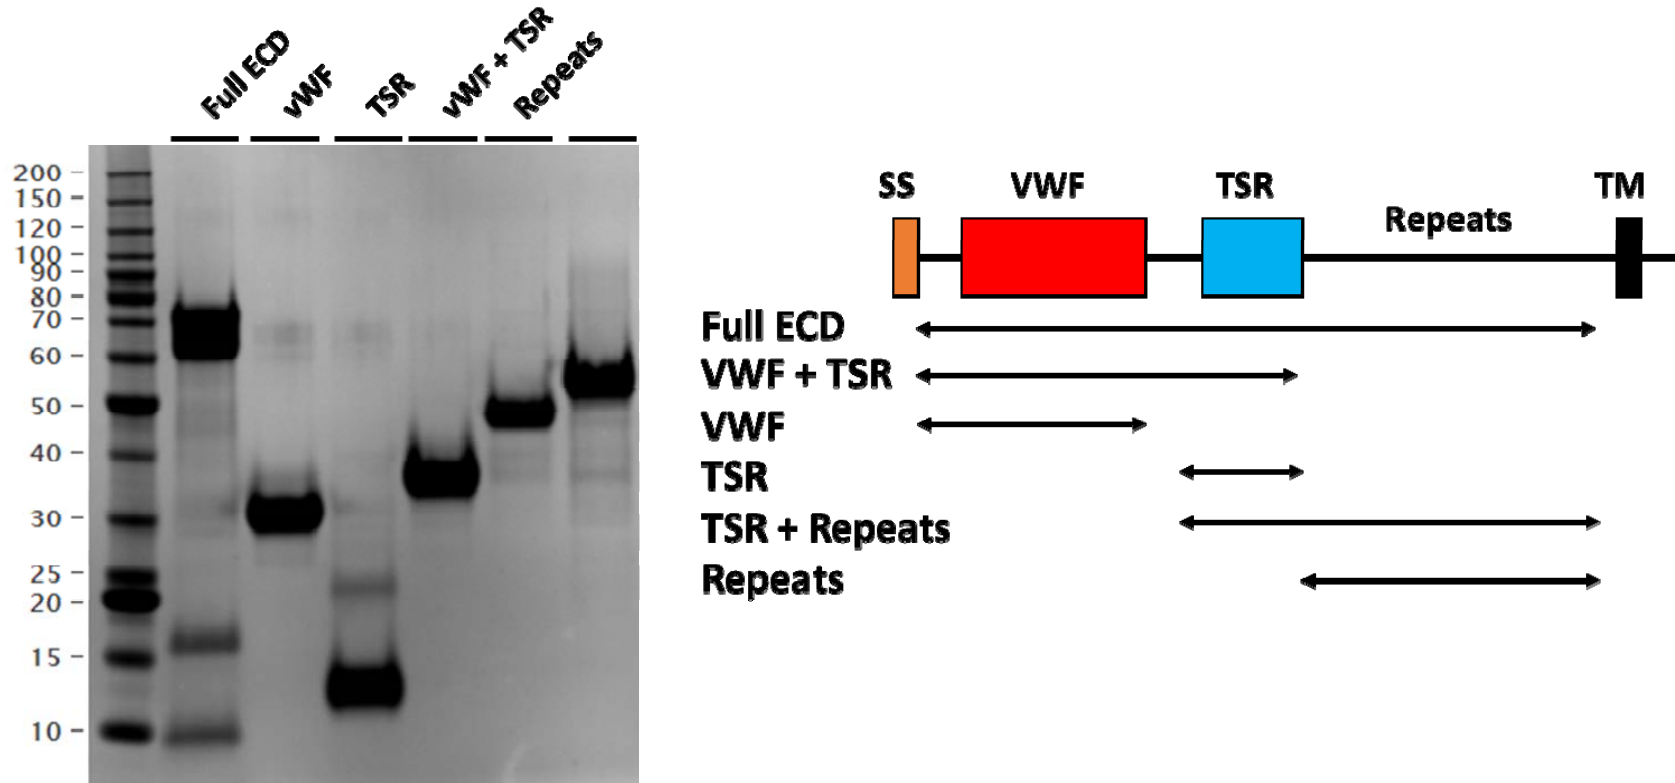 Full ECD
vWF
TSR
vWF + TSR
Repeats
200
150
120
100
90
80
70
60
50
40
30
25
20
15
10
SS
VWF
TSR
Repeats
TM
Full ECD
VWF + TSR
VWF
TSR
TSR + Repeats
Repeats